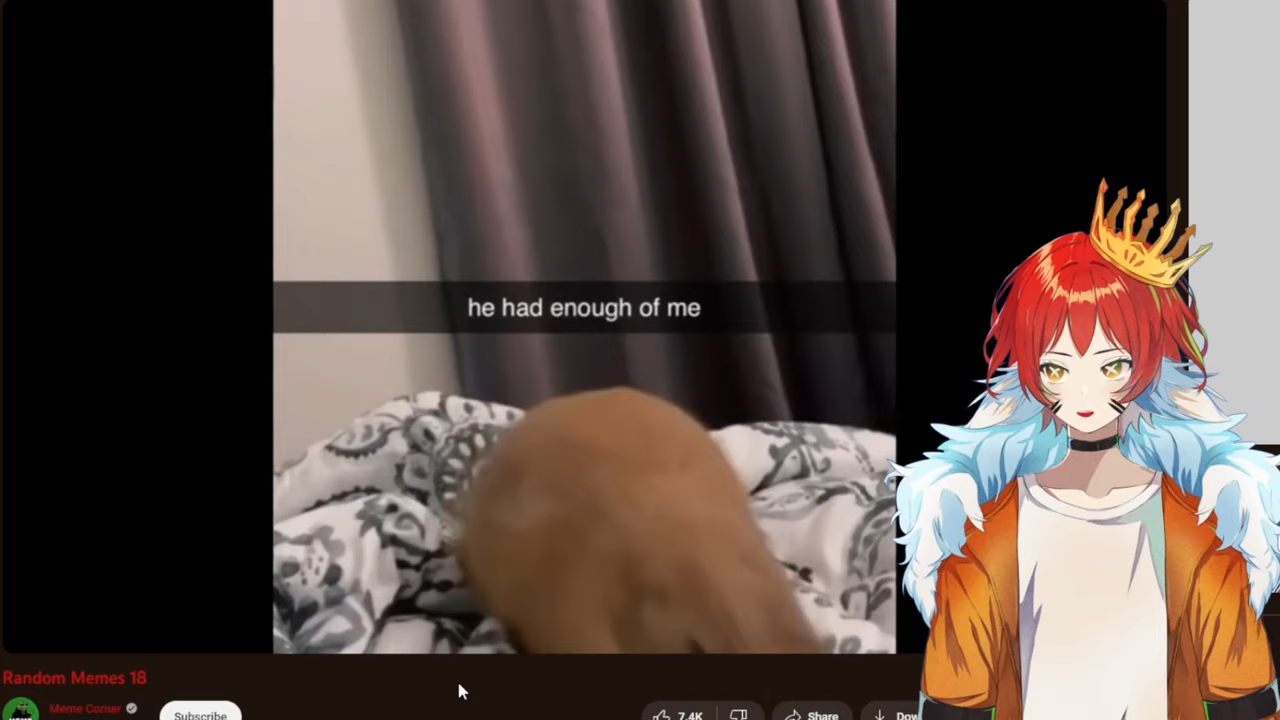 he had enough of me
Random Memes 18
Meme Corner
Subscribe
7.4K
Share